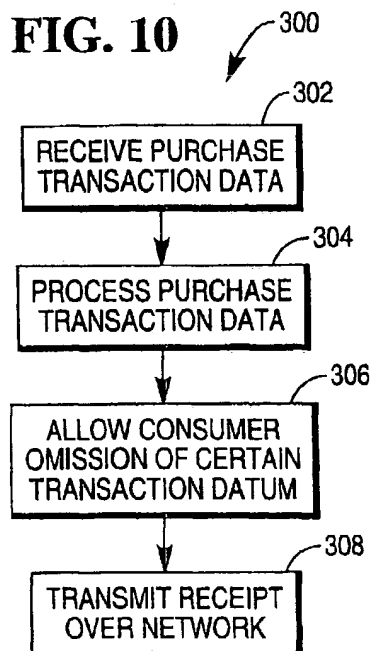 FIG. 10
300
302
RECEIVE PURCHASE
TRANSACTION DATA
304
PROCESS PURCHASE
TRANSACTION DATA
306
ALLOW CONSUMER
OMISSION OF CERTAIN
TRANSACTION DATUM
308
TRANSMIT RECEIPT
OVER NETWORK